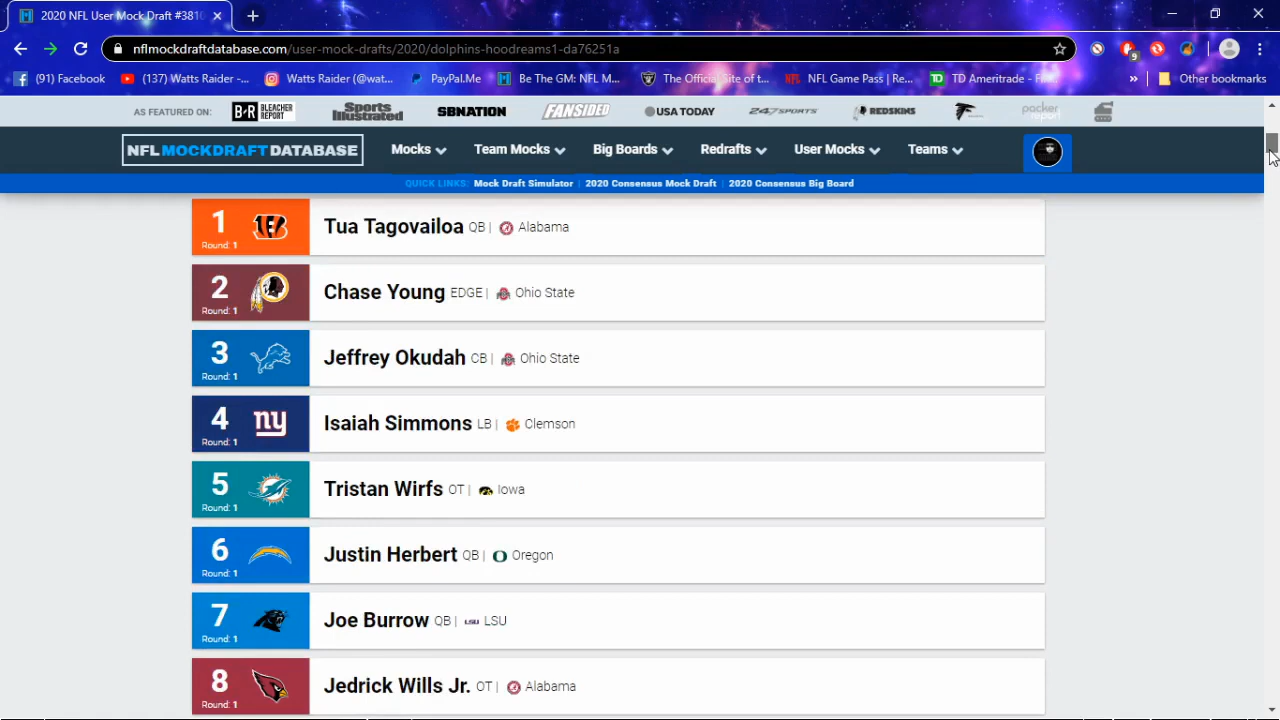 2020 NFL User Mock Draft #3810
nflmockdraftdatabase.com/user-mock-drafts/2020/dolphins-hoodreams1-da76251a
9
(91) Facebook
(137) Watts Raider -...
Watts Raider (@wat...
PayPal.Me
Be The GM: NFL M...
The Official Site of t...
NFL Game Pass | Re...
TD Ameritrade - F
Other bookmarks
AS FEATURED ON:
B/R BLEACHER REPORT
Sports Illustrated
SBNATION
FANSIDED
USA TODAY
247SPORTS
REDSKINS
packer report
NFLMOCKDRAFTDATABASE
Mocks
Team Mocks
Big Boards
Redrafts
User Mocks
Teams
QUICK LINKS: Mock Draft Simulator | 2020 Consensus Mock Draft | 2020 Consensus Big Board
1
Round: 1
Tua Tagovailoa QB | Alabama
2
Round: 1
Chase Young EDGE | Ohio State
3
Round: 1
Jeffrey Okudah CB | Ohio State
4
Round: 1
ny
Isaiah Simmons LB | Clemson
5
Round: 1
Tristan Wirfs OT | Iowa
6
Round: 1
Justin Herbert QB | Oregon
7
Round: 1
Joe Burrow QB | LSU LSU
8
Round: 1
Jedrick Wills Jr. OT | Alabama